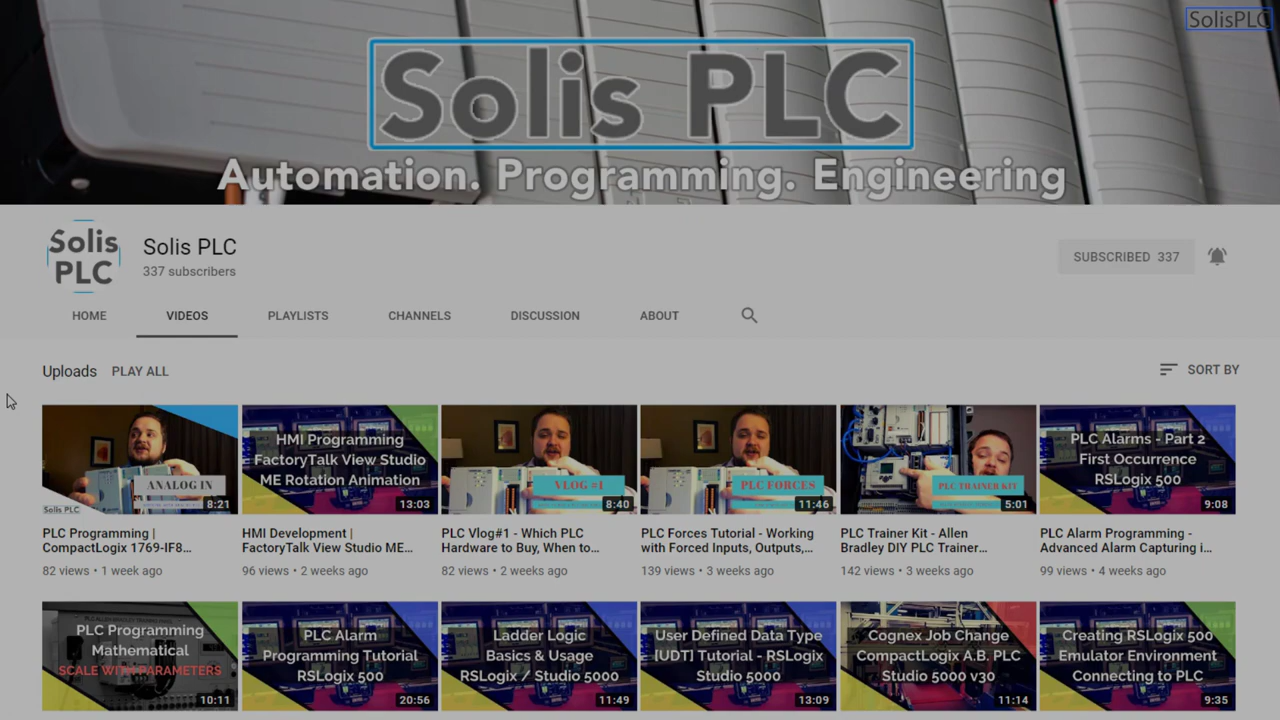 SolisPLC
Solis PLC
Automation. Programming. Engineering
Solis
PLC
Solis PLC
337 subscribers
SUBSCRIBED 337
HOME VIDEOS PLAYLISTS CHANNELS DISCUSSION ABOUT
Uploads PLAY ALL
SORT BY
ANALOG IN
Solis PLC
8:21
HMI Programming
FactoryTalk View Studio
ME Rotation Animation
13:03
VLOG #1
8:40
PLC FORCES
11:46
PLC TRAINER KIT
5:01
PLC Alarms - Part 2
First Occurrence
RSLogix 500
9:08
PLC Programming |
CompactLogix 1769-IF8...
82 views • 1 week ago
HMI Development |
FactoryTalk View Studio ME...
96 views • 2 weeks ago
PLC Vlog#1 - Which PLC
Hardware to Buy, When to...
82 views • 2 weeks ago
PLC Forces Tutorial - Working
with Forced Inputs, Outputs,...
139 views • 3 weeks ago
PLC Trainer Kit - Allen
Bradley DIY PLC Trainer...
142 views • 3 weeks ago
PLC Alarm Programming -
Advanced Alarm Capturing i...
99 views • 4 weeks ago
PLC Programming
Mathematical
SCALE WITH PARAMETERS
10:11
PLC Alarm
Programming Tutorial
RSLogix 500
20:56
Ladder Logic
Basics & Usage
RSLogix / Studio 5000
11:49
User Defined Data Type
[UDT] Tutorial - RSLogix
Studio 5000
13:09
Cognex Job Change
CompactLogix A.B. PLC
Studio 5000 v30
11:14
Creating RSLogix 500
Emulator Environment
Connecting to PLC
9:35